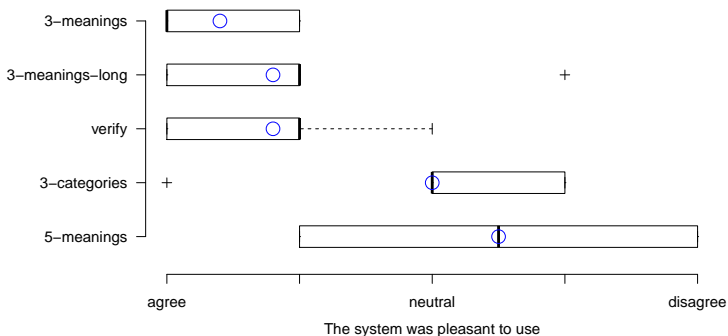 3−meanings
3−meanings−long
verify
3−categories
5−meanings
agree neutral disagree
The system was pleasant to use